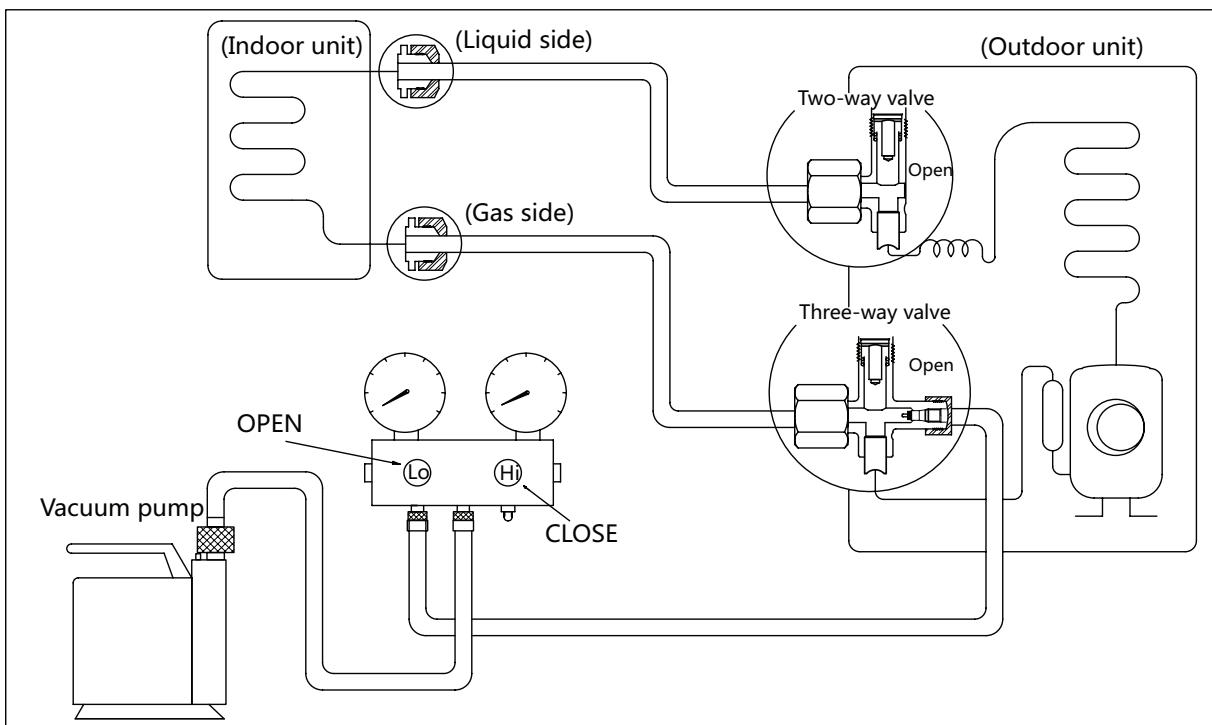 (Indoor unit)
(Liquid side)
(Outdoor unit)
Two-way valve
Open
(Gas side)
Three-way valve
Open
OPEN
Lo
Hi
Vacuum pump
CLOSE